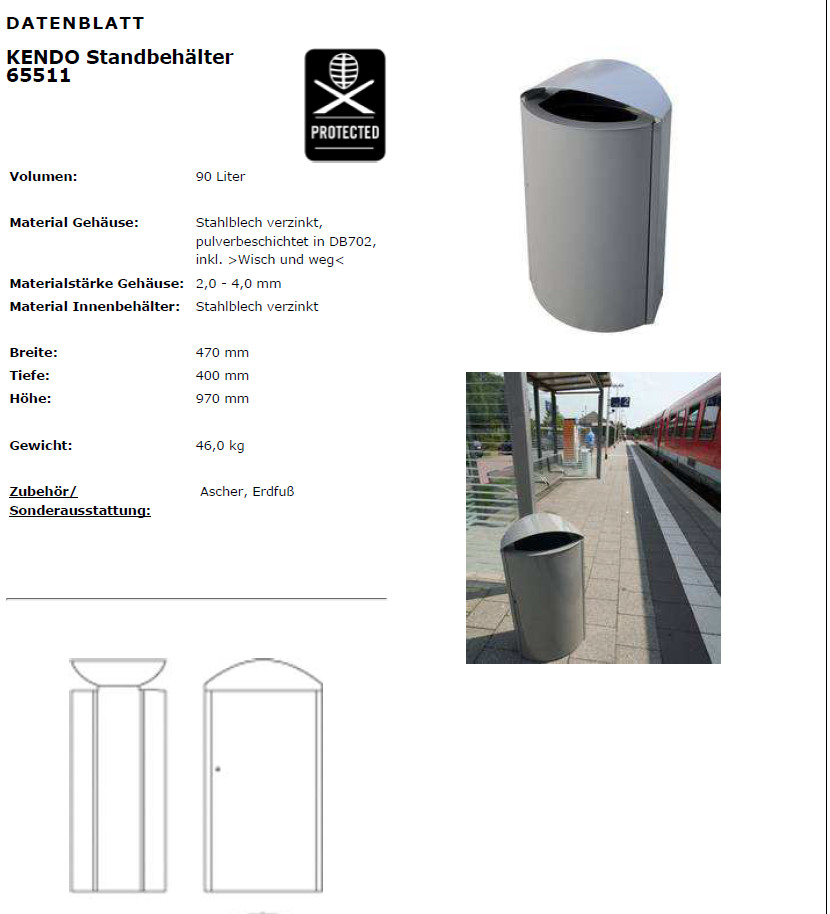 DATENBLATT
KENDO Standbehälter
65511
PROTECTED
Volumen: 90 Liter
Material Gehäuse: Stahlblech verzinkt,
pulverbeschichtet in DB702,
inkl. >Wisch und weg<
Materialstärke Gehäuse: 2,0 - 4,0 mm
Material Innenbehälter: Stahlblech verzinkt
Breite: 470 mm
Tiefe: 400 mm
Höhe: 970 mm
Gewicht: 46,0 kg
Zubehör/ Ascher, Erdfuß
Sonderausstattung:
2